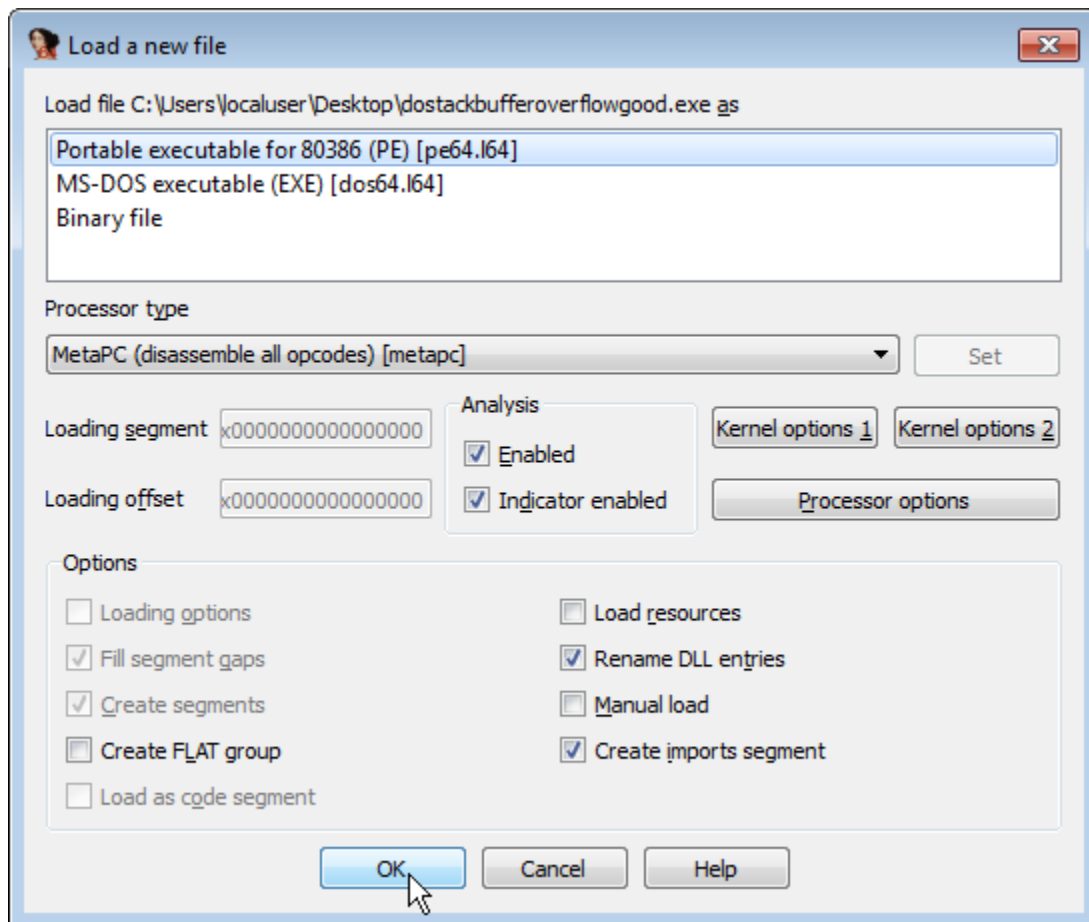 Load a new file
Load file C:\Users\localuser\Desktop\dostackbufferoverflowgood.exe as
Portable executable for 80386 (PE) [pe64.l64]
MS-DOS executable (EXE) [dos64.l64]
Binary file
Processor type
MetaPC (disassemble all opcodes) [metapc]
Set
Loading segment
x0000000000000000
Loading offset
x0000000000000000
Analysis
Enabled
Indicator enabled
Kernel options 1
Kernel options 2
Processor options
Options
Loading options
Fill segment gaps
Create segments
Create FLAT group
Load as code segment
Load resources
Rename DLL entries
Manual load
Create imports segment
OK
Cancel
Help